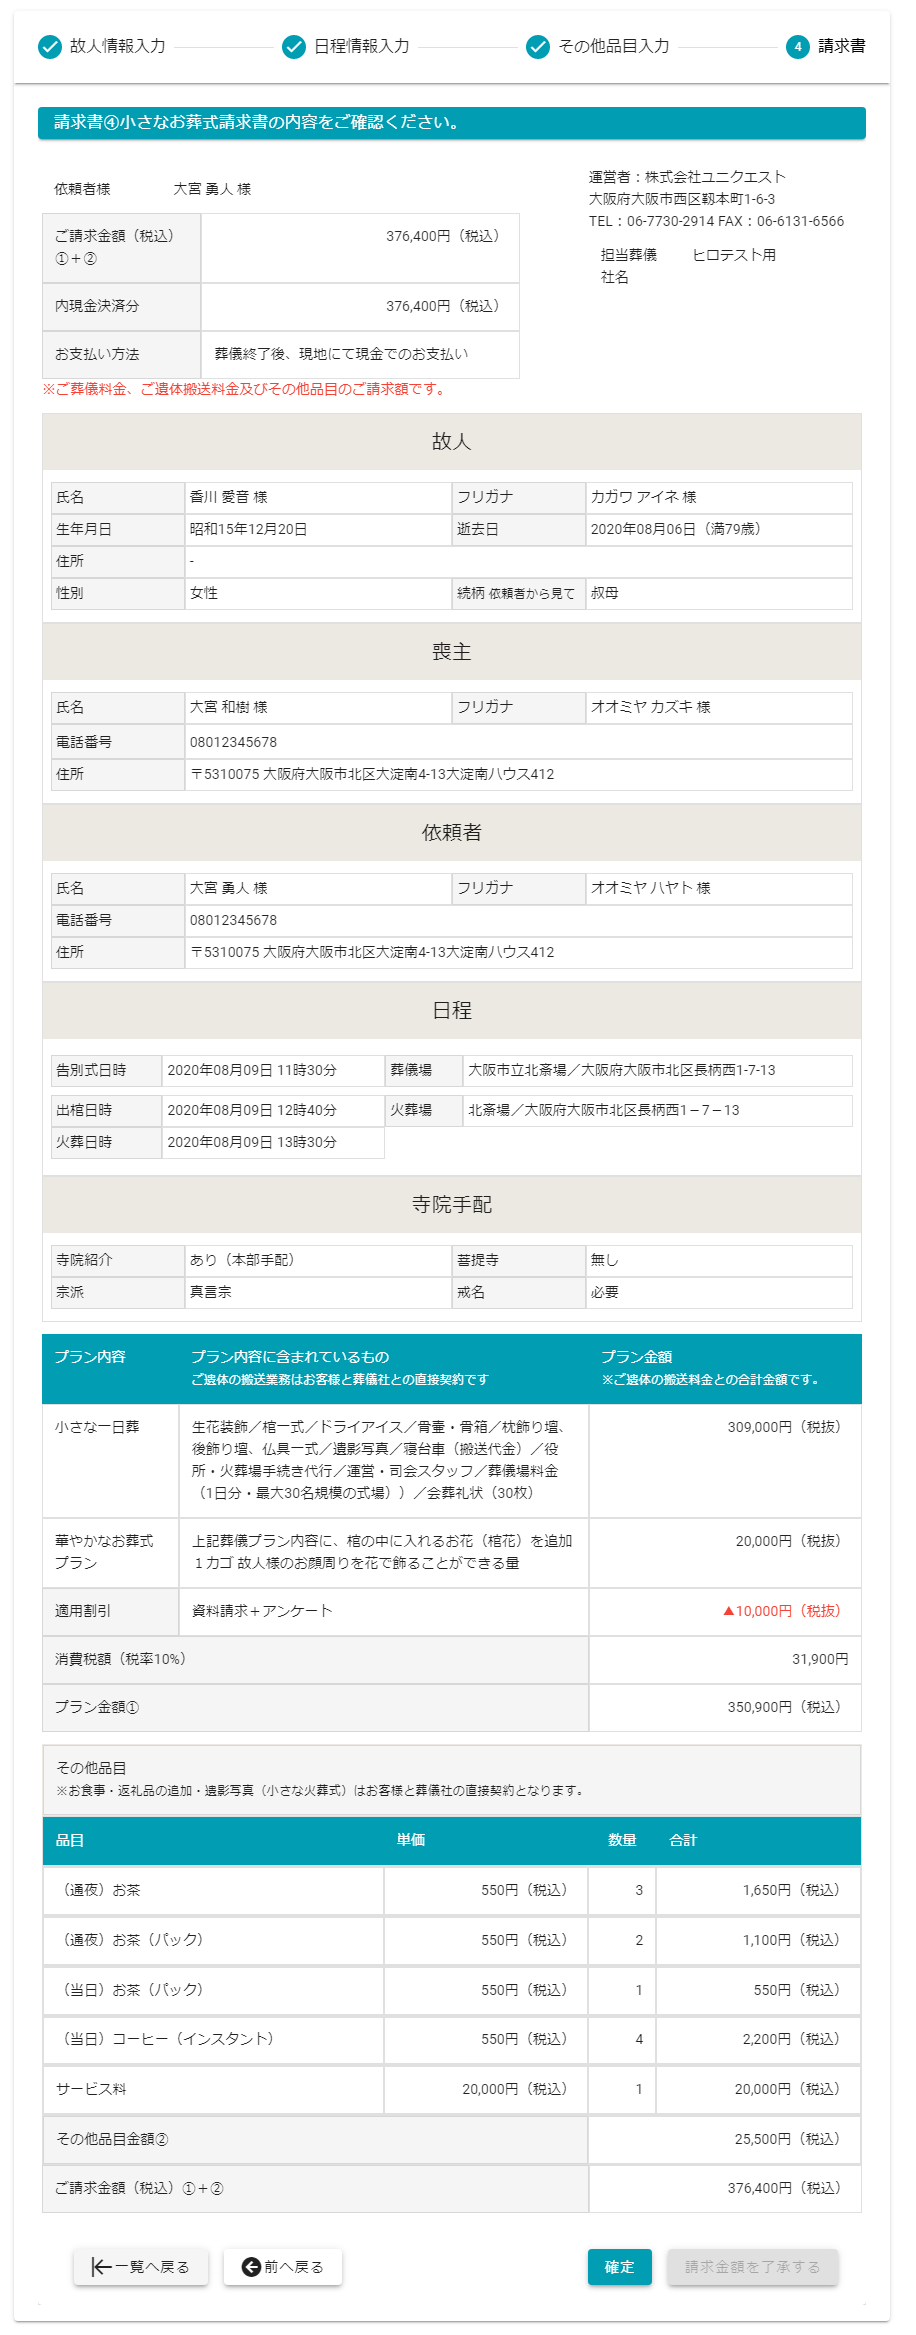 故人情報入力
日程情報入力
その他品目入力
4 請求書
請求書④小さなお葬式請求書の内容をご確認ください。
依頼者様 大宮 勇人 様
運営者：株式会社ユニクエスト
大阪府大阪市西区靱本町1-6-3
TEL：06-7730-2914 FAX：06-6131-6566
担当葬儀
社名
ヒロテスト用
ご請求金額（税込）
①＋②
376,400円（税込）
内現金決済分 376,400円（税込）
お支払い方法 葬儀終了後、現地にて現金でのお支払い
※ご葬儀料金、ご遺体搬送料金及びその他品目のご請求額です。
故人
氏名 香川 愛音 様 フリガナ カガワ アイネ 様
生年月日 昭和15年12月20日 逝去日 2020年08月06日（満79歳）
住所 -
性別 女性 続柄 依頼者から見て 叔母
喪主
氏名 大宮 和樹 様 フリガナ オオミヤ カズキ 様
電話番号 08012345678
住所 〒5310075 大阪府大阪市北区大淀南4-13大淀南ハウス412
依頼者
氏名 大宮 勇人 様 フリガナ オオミヤ ハヤト 様
電話番号 08012345678
住所 〒5310075 大阪府大阪市北区大淀南4-13大淀南ハウス412
日程
告別式日時 2020年08月09日 11時30分 葬儀場 大阪市立北斎場／大阪府大阪市北区長柄西1-7-13
出棺日時 2020年08月09日 12時40分 火葬場 北斎場／大阪府大阪市北区長柄西1－7－13
火葬日時 2020年08月09日 13時30分
寺院手配
寺院紹介 あり（本部手配） 菩提寺 無し
宗派 真言宗 戒名 必要
プラン内容 プラン内容に含まれているもの プラン金額
ご遺体の搬送業務はお客様と葬儀社との直接契約です ※ご遺体の搬送料金との合計金額です。
小さな一日葬 生花装飾／棺一式／ドライアイス／骨壷・骨箱／枕飾り壇、 309,000円（税抜）
後飾り壇、仏具一式／遺影写真／寝台車（搬送代金）／役
所・火葬場手続き代行／運営・司会スタッフ／葬儀場料金
（1日分・最大30名規模の式場））／会葬礼状（30枚）
華やかなお葬式 上記葬儀プラン内容に、棺の中に入れるお花（棺花）を追加 20,000円（税抜）
プラン １カゴ 故人様のお顔周りを花で飾ることができる量
適用割引 資料請求＋アンケート ▲10,000円（税抜）
消費税額（税率10%） 31,900円
プラン金額① 350,900円（税込）
その他品目
※お食事・返礼品の追加・遺影写真（小さな火葬式）はお客様と葬儀社の直接契約となります。
品目 単価 数量 合計
（通夜）お茶 550円（税込） 3 1,650円（税込）
（通夜）お茶（パック） 550円（税込） 2 1,100円（税込）
（当日）お茶（パック） 550円（税込） 1 550円（税込）
（当日）コーヒー（インスタント） 550円（税込） 4 2,200円（税込）
サービス料 20,000円（税込） 1 20,000円（税込）
その他品目金額② 25,500円（税込）
ご請求金額（税込）①＋② 376,400円（税込）
一覧へ戻る 前へ戻る 確定 請求金額を了承する